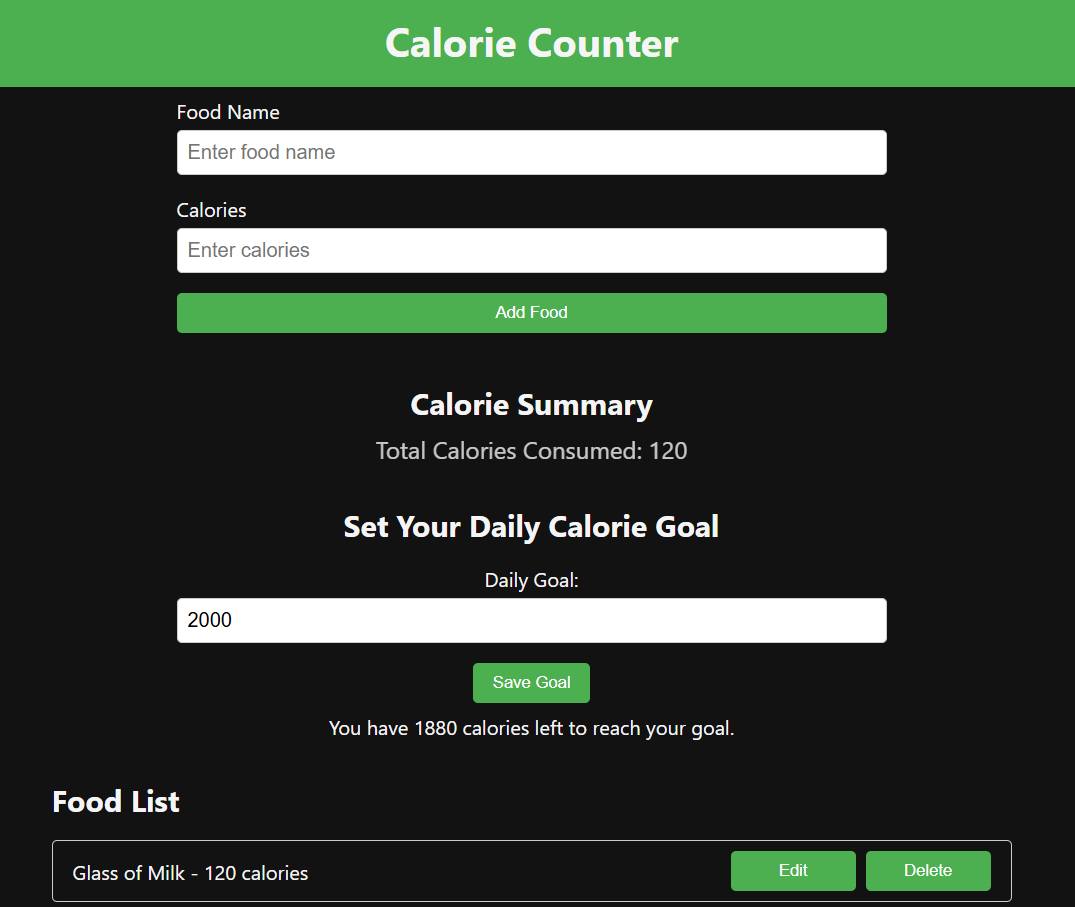 Calorie Counter
Food Name
Enter food name
Calories
Enter calories
Add Food
Calorie Summary
Total Calories Consumed: 120
Set Your Daily Calorie Goal
Daily Goal:
2000
Save Goal
You have 1880 calories left to reach your goal.
Food List
Glass of Milk - 120 calories Edit Delete